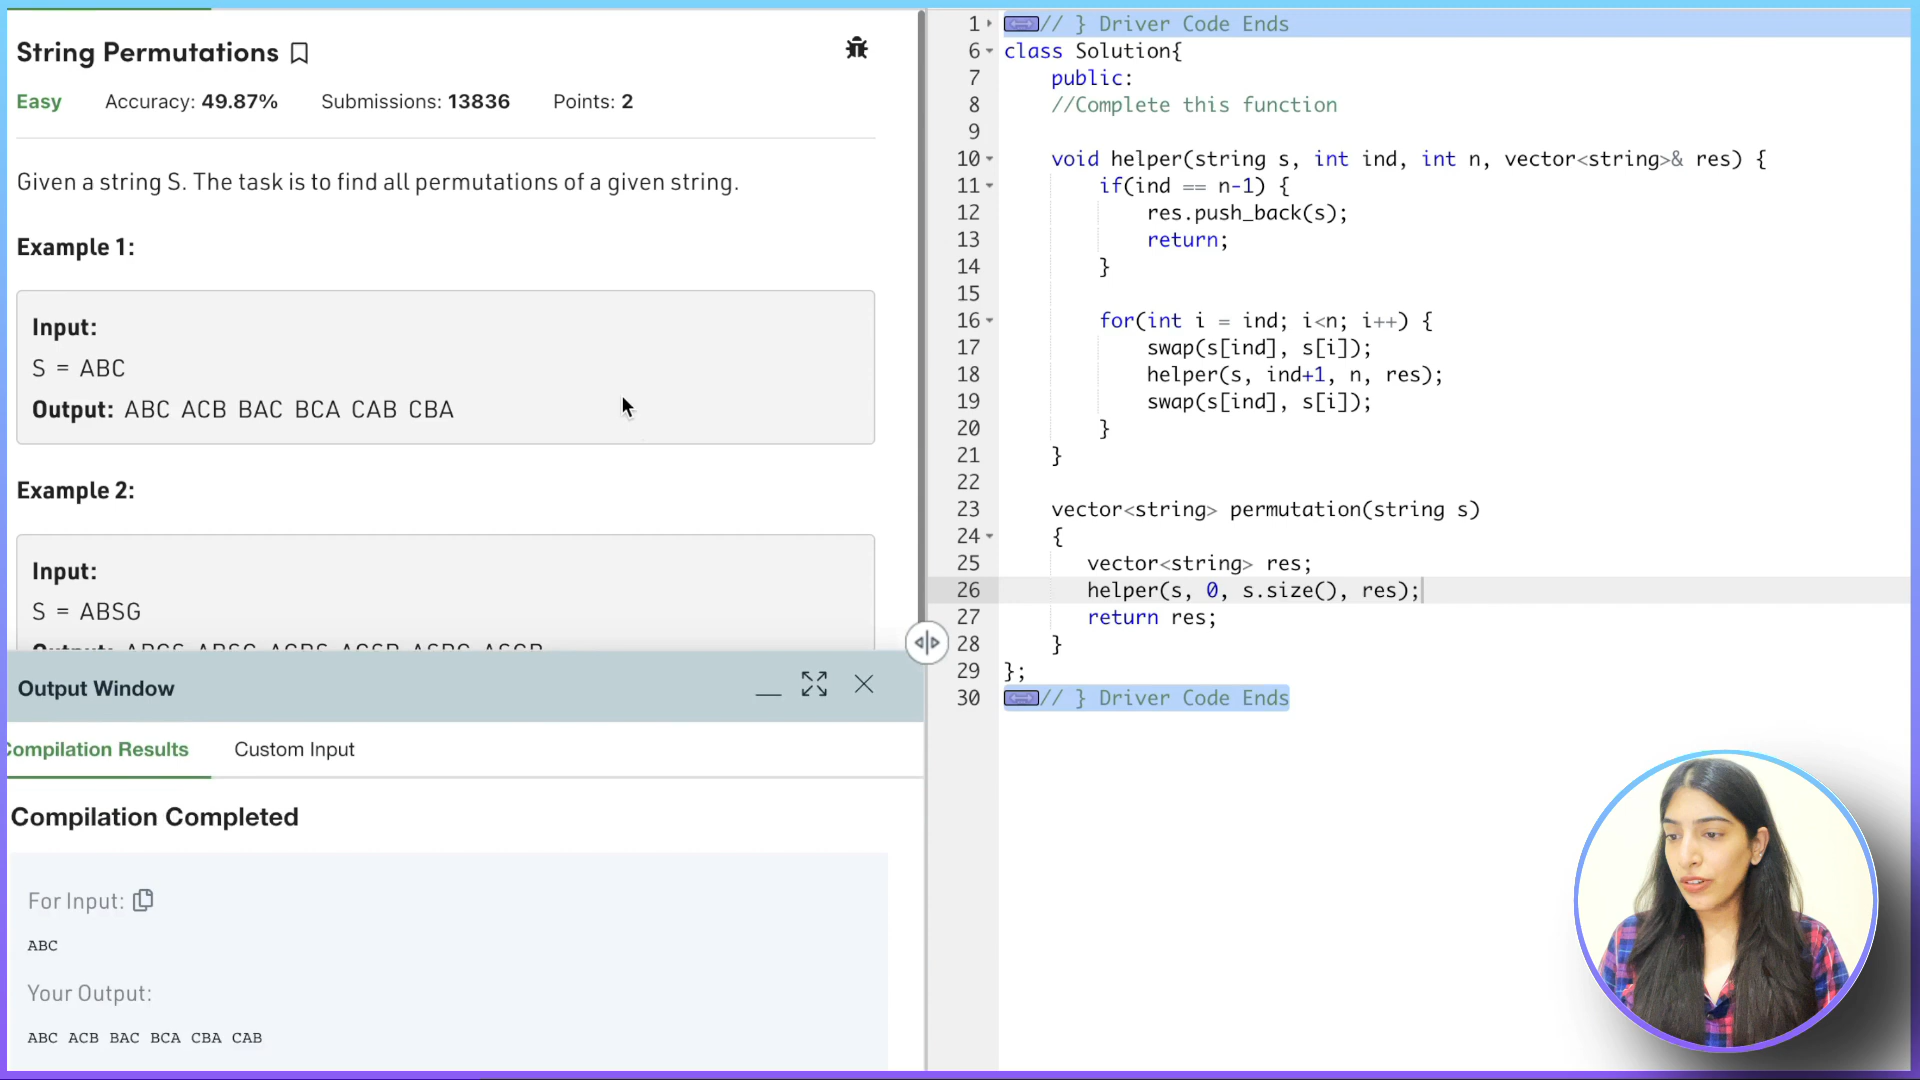 String Permutations
Easy Accuracy: 49.87% Submissions: 13836 Points: 2
Given a string S. The task is to find all permutations of a given string.
Example 1:
Input:
S = ABC
Output: ABC ACB BAC BCA CAB CBA
Example 2:
Input:
S = ABSG
Output Window
Compilation Results Custom Input
Compilation Completed
For Input:
ABC
Your Output:
ABC ACB BAC BCA CBA CAB
1 // } Driver Code Ends
6 class Solution{
7 public:
8 //Complete this function
9
10 void helper(string s, int ind, int n, vector<string>& res) {
11 if(ind == n-1) {
12 res.push_back(s);
13 return;
14 }
15
16 for(int i = ind; i<n; i++) {
17 swap(s[ind], s[i]);
18 helper(s, ind+1, n, res);
19 swap(s[ind], s[i]);
20 }
21 }
22
23 vector<string> permutation(string s)
24 {
25 vector<string> res;
26 helper(s, 0, s.size(), res);
27 return res;
28 }
29 };
30 // } Driver Code Ends